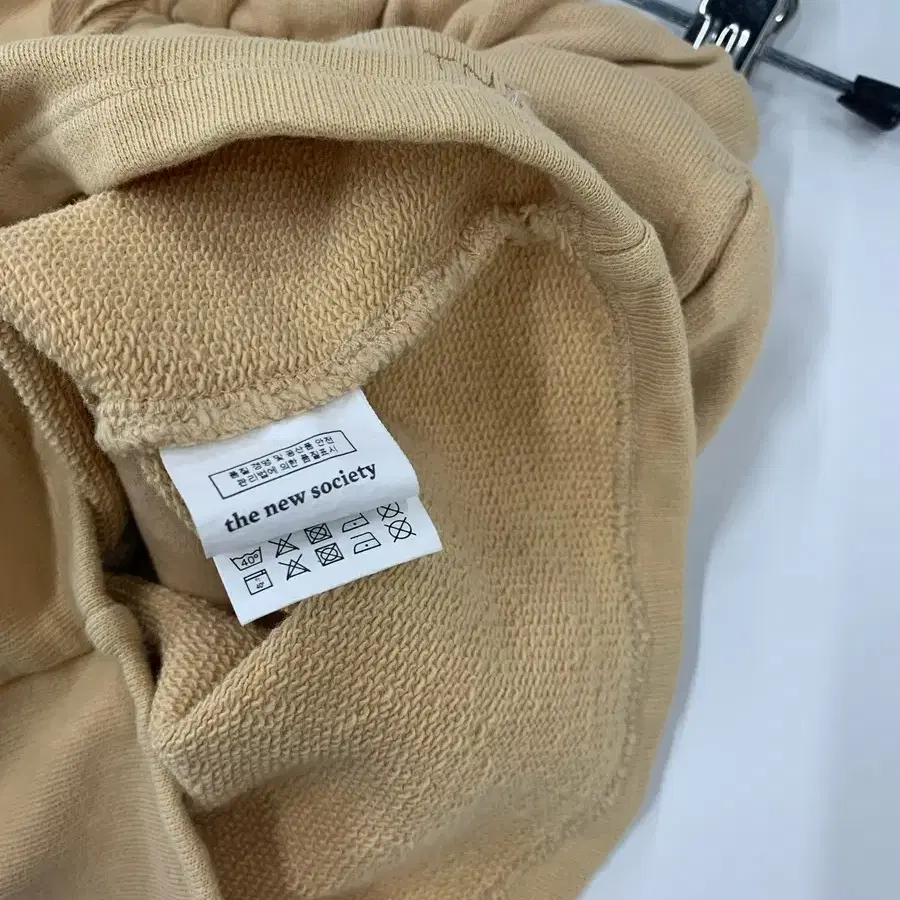 품질 경영 및 공산품 안전
관리법에 의한 품질표시
the new society
40°
40°